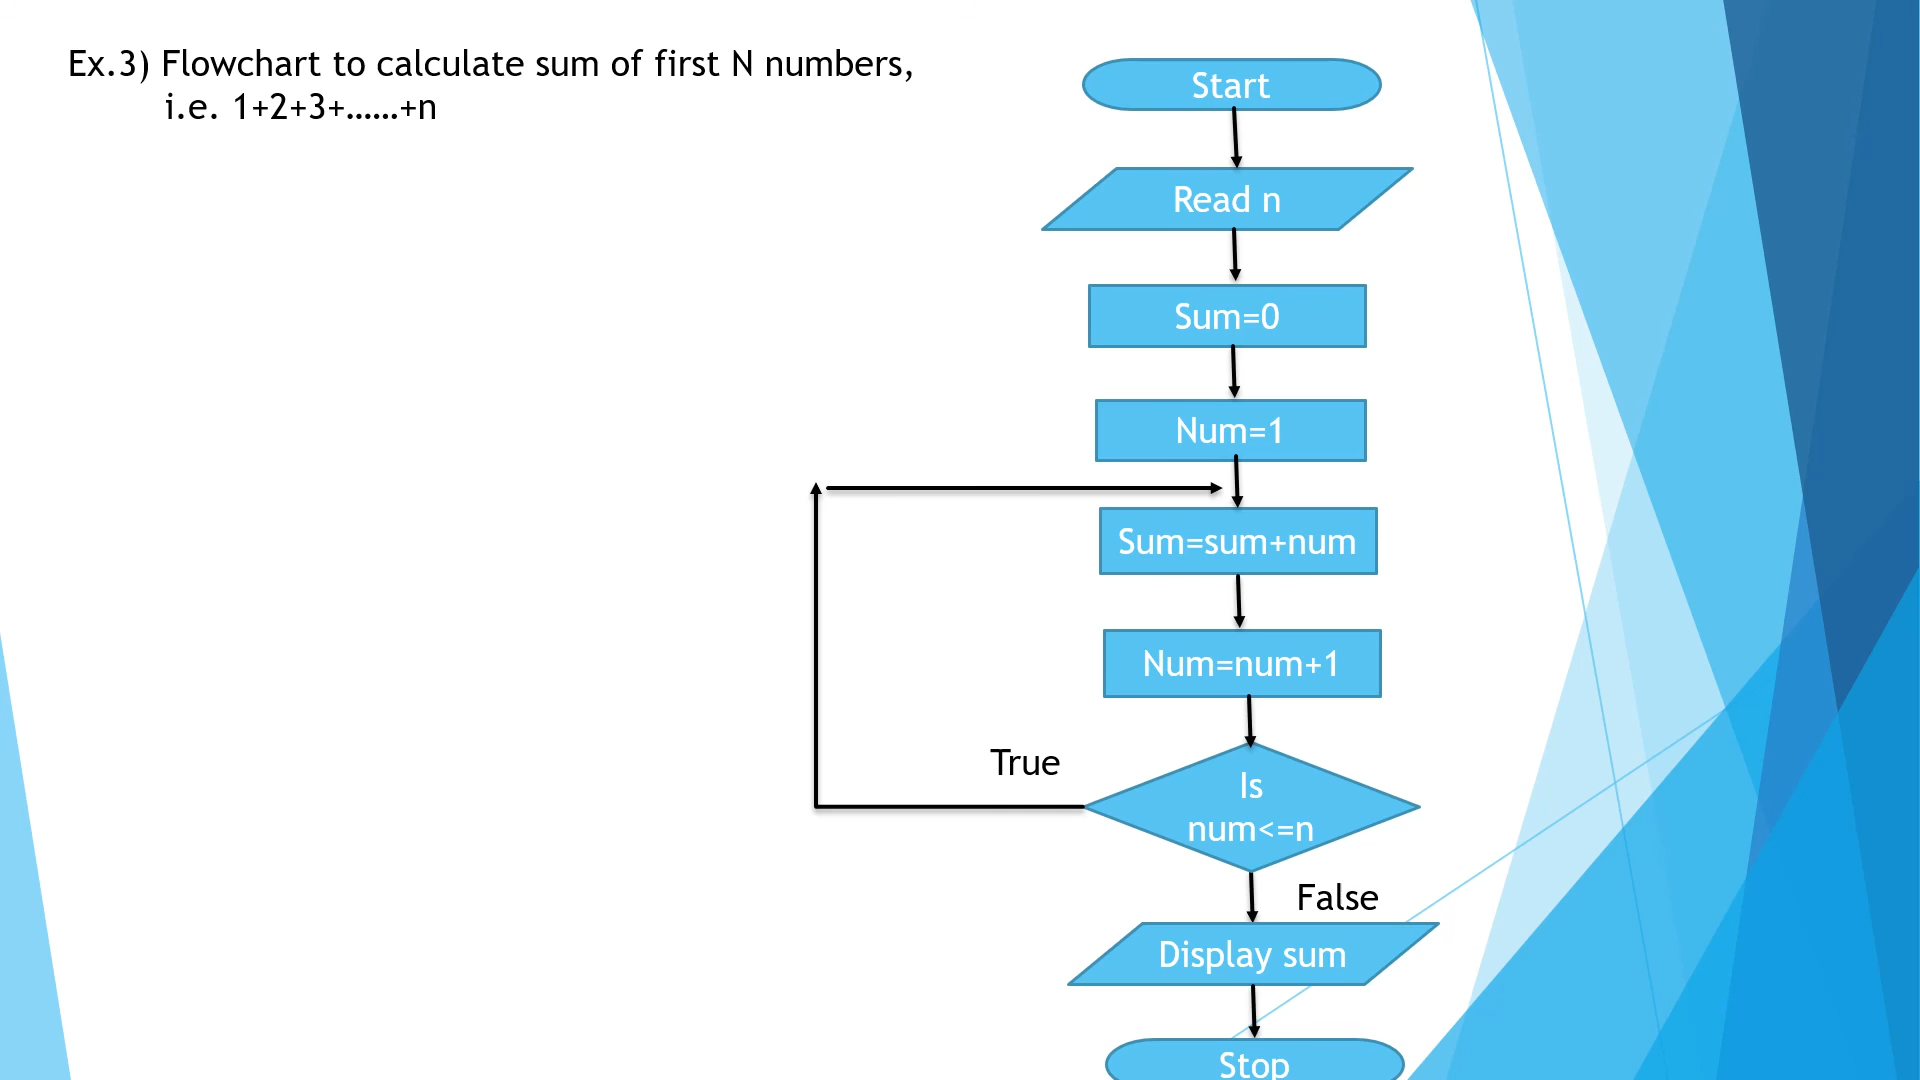 Ex.3) Flowchart to calculate sum of first N numbers,
i.e. 1+2+3+......+n
Start
Read n
Sum=0
Num=1
Sum=sum+num
Num=num+1
True
Is
num<=n
False
Display sum
Stop